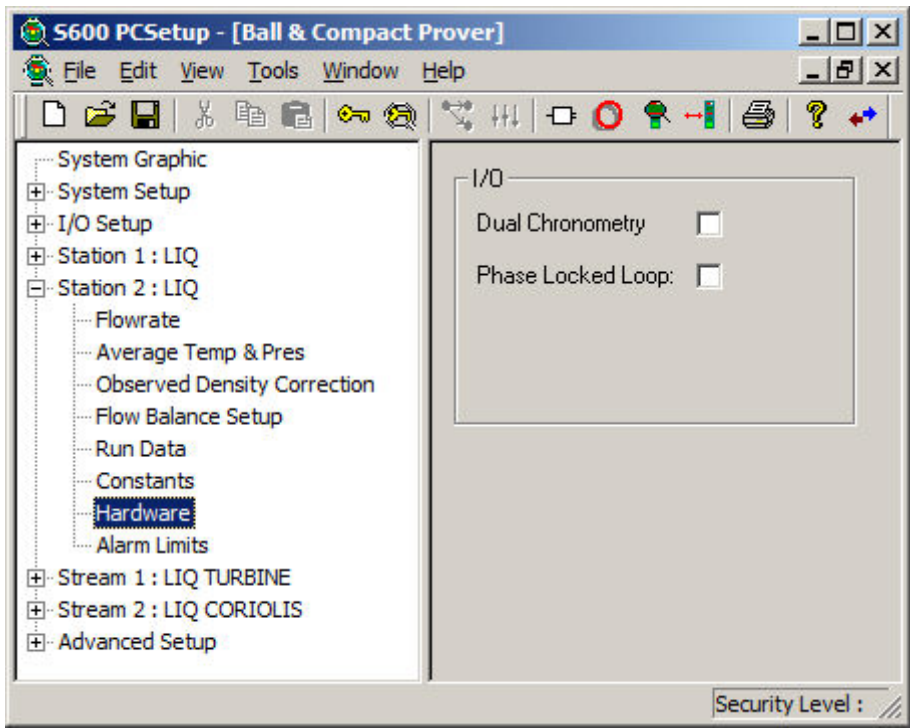 S600 PCSetup - [Ball & Compact Prover]
File Edit View Tools Window Help
System Graphic
System Setup
I/O Setup
Station 1 : LIQ
Station 2 : LIQ
Flowrate
Average Temp & Pres
Observed Density Correction
Flow Balance Setup
Run Data
Constants
Hardware
Alarm Limits
Stream 1 : LIQ TURBINE
Stream 2 : LIQ CORIOLIS
Advanced Setup
I/O
Dual Chronometry
Phase Locked Loop:
Security Level :